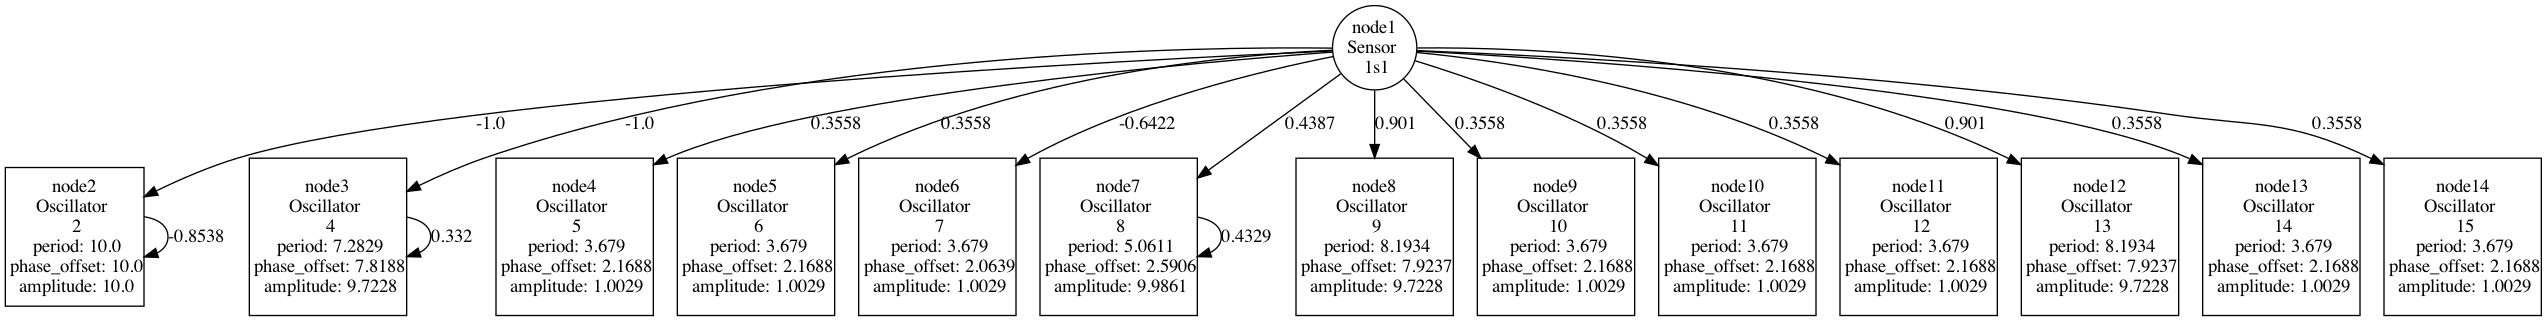 node1
Sensor
1s1
-1.0
-1.0
0.3558
0.3558
-0.6422
0.4387
0.901
0.3558
0.3558
0.3558
0.901
0.3558
0.3558
node2
Oscillator
2
period: 10.0
phase_offset: 10.0
amplitude: 10.0
-0.8538
node3
Oscillator
4
period: 7.2829
phase_offset: 7.8188
amplitude: 9.7228
0.332
node4
Oscillator
5
period: 3.679
phase_offset: 2.1688
amplitude: 1.0029
node5
Oscillator
6
period: 3.679
phase_offset: 2.1688
amplitude: 1.0029
node6
Oscillator
7
period: 3.679
phase_offset: 2.0639
amplitude: 1.0029
node7
Oscillator
8
period: 5.0611
phase_offset: 2.5906
amplitude: 9.9861
0.4329
node8
Oscillator
9
period: 8.1934
phase_offset: 7.9237
amplitude: 9.7228
node9
Oscillator
10
period: 3.679
phase_offset: 2.1688
amplitude: 1.0029
node10
Oscillator
11
period: 3.679
phase_offset: 2.1688
amplitude: 1.0029
node11
Oscillator
12
period: 3.679
phase_offset: 2.1688
amplitude: 1.0029
node12
Oscillator
13
period: 8.1934
phase_offset: 7.9237
amplitude: 9.7228
node13
Oscillator
14
period: 3.679
phase_offset: 2.1688
amplitude: 1.0029
node14
Oscillator
15
period: 3.679
phase_offset: 2.1688
amplitude: 1.0029